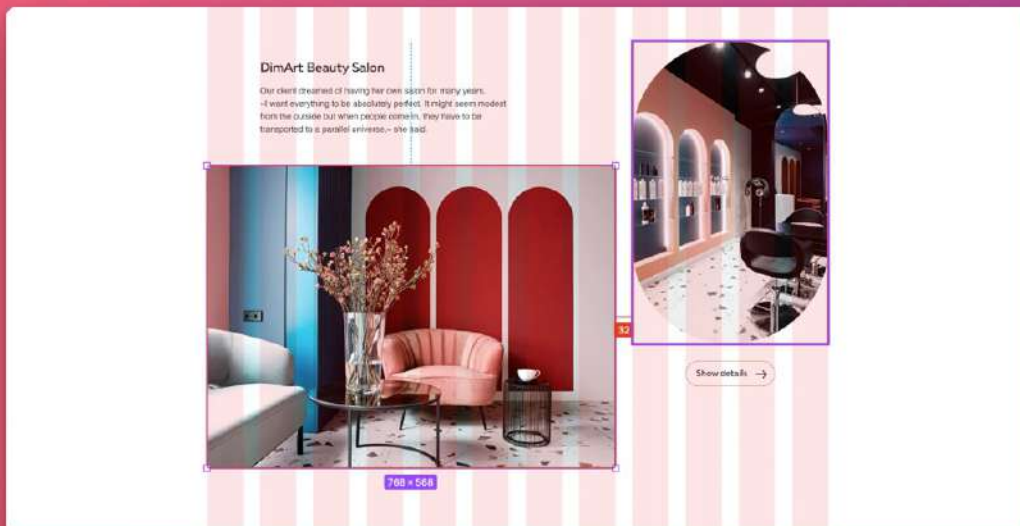 DimArt Beauty Salon
Our client dreamed of having her own salon for many years.
–I want everything to be absolutely perfect. It might seem modest
from the outside but when people come in, they have to be
transported to a parallel universe,– she said.
32
Show details
768 × 568